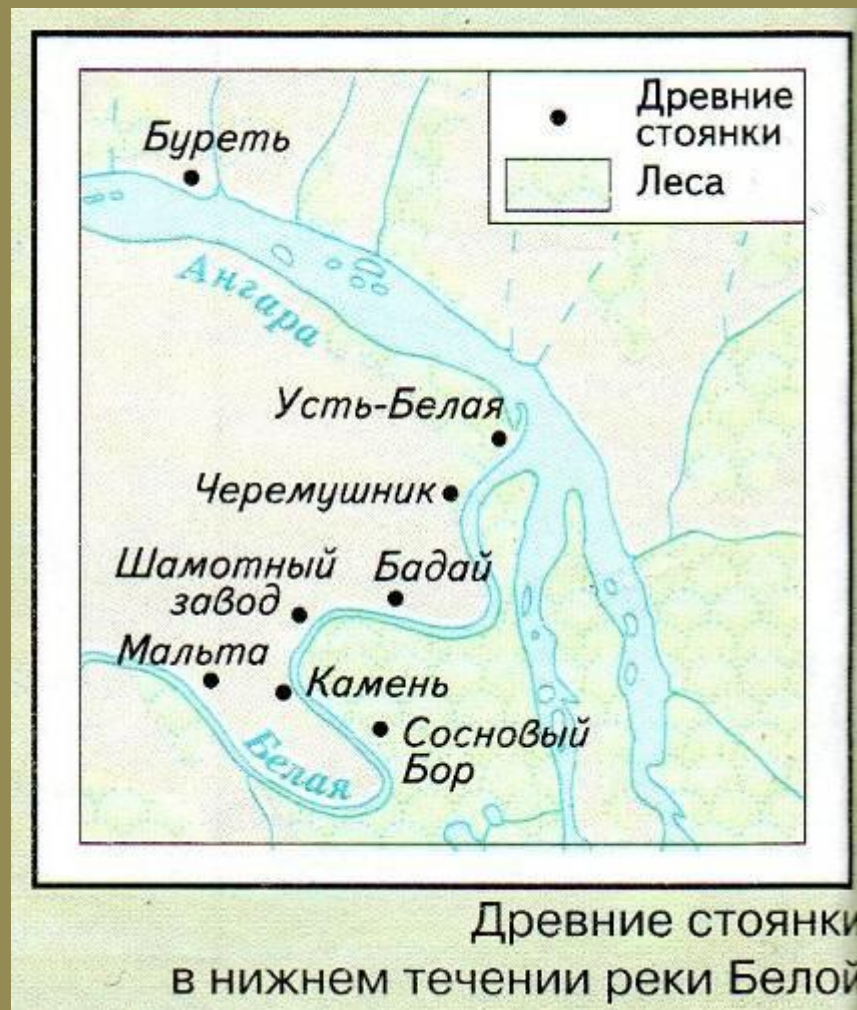 Древние
стоянки
Леса
Буреть
Ангара
Усть-Белая
Черемушник
Шамотный
завод
Бадай
Мальта
Камень
Белая
Сосновый
Бор
Древние стоянки
в нижнем течении реки Белой